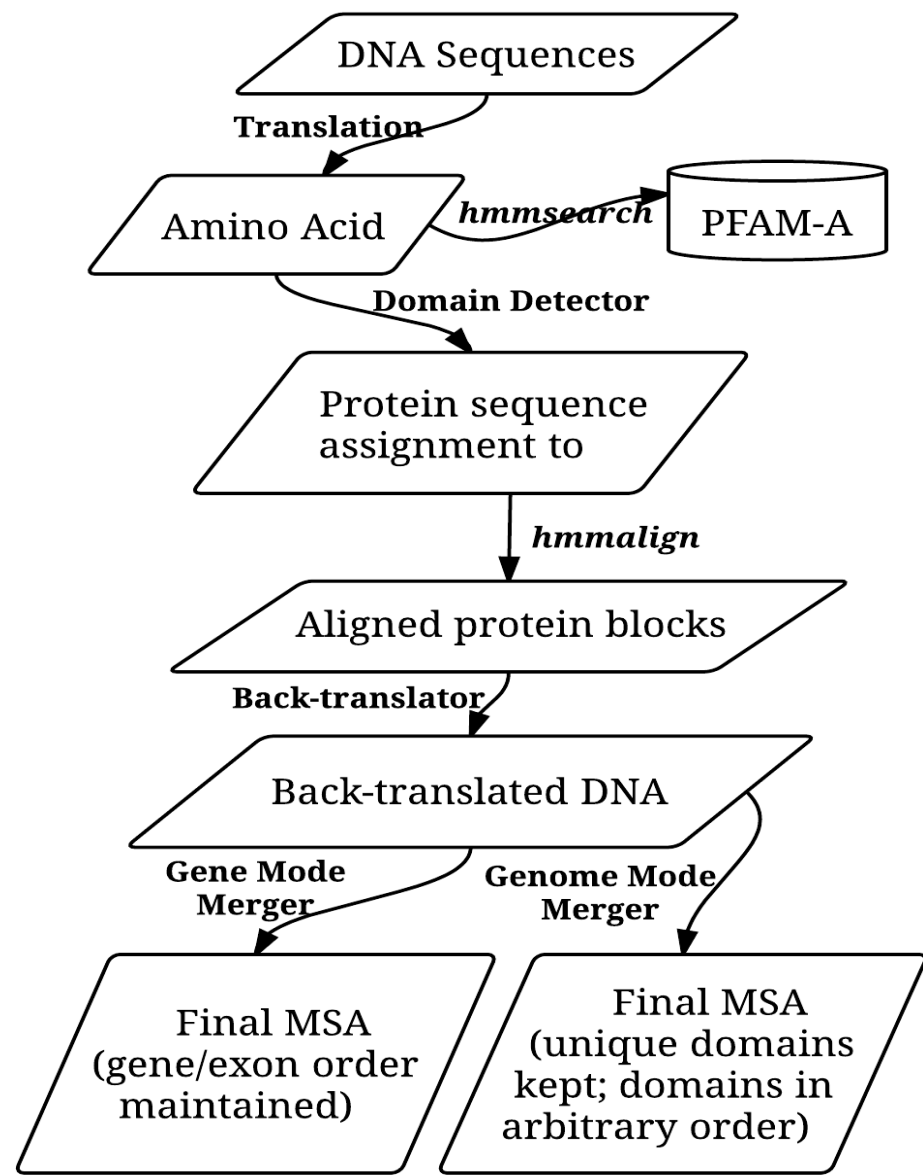 DNA Sequences
Translation
Amino Acid
hmmsearch
PFAM-A
Domain Detector
Protein sequence
assignment to
hmmalign
Aligned protein blocks
Back-translator
Back-translated DNA
Gene Mode
Merger
Genome Mode
Merger
Final MSA
(gene/exon order
maintained)
Final MSA
(unique domains
kept; domains in
arbitrary order)